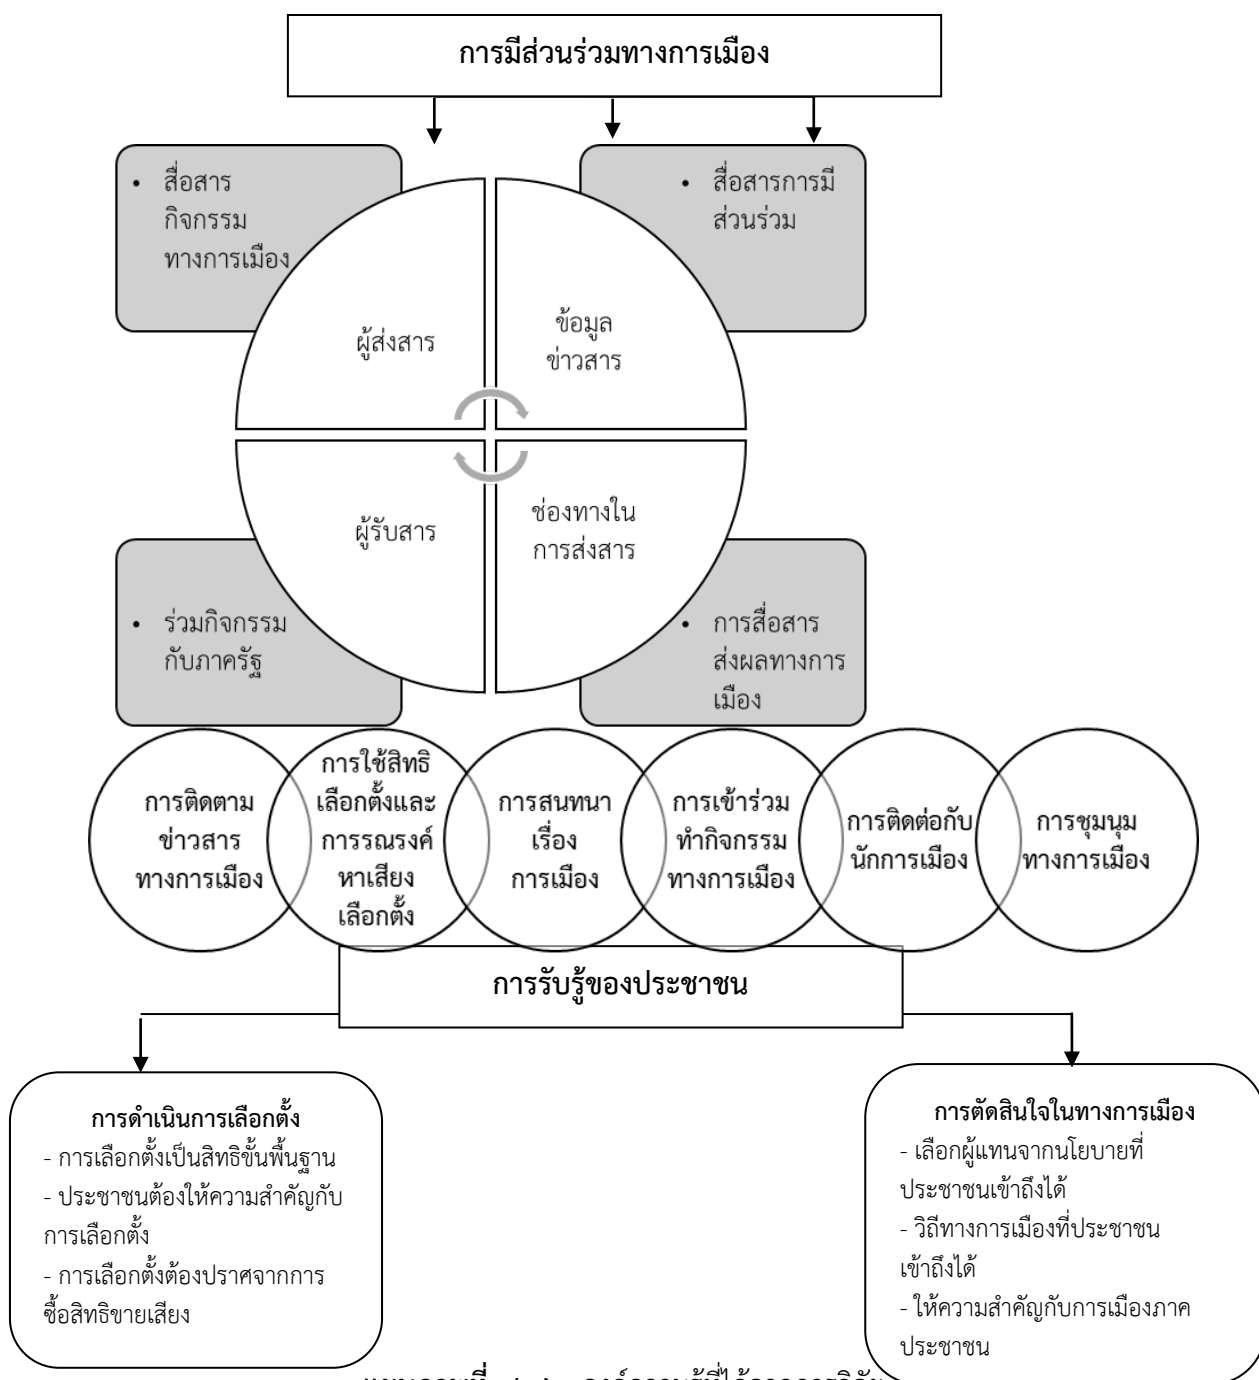 การมีส่วนร่วมทางการเมือง
• สื่อสาร
กิจกรรม
ทางการเมือง
• สื่อสารการมี
ส่วนร่วม
ผู้ส่งสาร
ข้อมูล
ข่าวสาร
ผู้รับสาร
ช่องทางใน
การส่งสาร
• ร่วมกิจกรรม
กับภาครัฐ
• การสื่อสาร
ส่งผลทางการ
เมือง
การติดตาม
ข่าวสาร
ทางการเมือง
การใช้สิทธิ
เลือกตั้งและ
การรณรงค์
หาเสียง
เลือกตั้ง
การสนทนา
เรื่อง
การเมือง
การเข้าร่วม
ทำกิจกรรม
ทางการเมือง
การติดต่อกับ
นักการเมือง
การชุมนุม
ทางการเมือง
การรับรู้ของประชาชน
การดำเนินการเลือกตั้ง
- การเลือกตั้งเป็นสิทธิขั้นพื้นฐาน
- ประชาชนต้องให้ความสำคัญกับ
การเลือกตั้ง
- การเลือกตั้งต้องปราศจากการ
ซื้อสิทธิขายเสียง
การตัดสินใจในทางการเมือง
- เลือกผู้แทนจากนโยบายที่
ประชาชนเข้าถึงได้
- วิถีทางการเมืองที่ประชาชน
เข้าถึงได้
- ให้ความสำคัญกับการเมืองภาค
ประชาชน